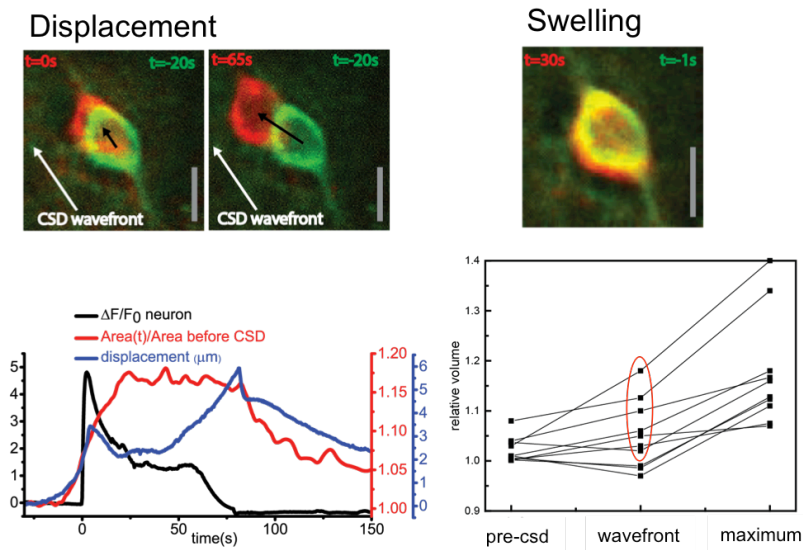 Displacement
Swelling
t=0s
t=-20s
t=65s
t=-20s
t=30s
t=-1s
CSD wavefront
CSD wavefront
ΔF/F0 neuron
Area(t)/Area before CSD
displacement (μm)
5
4
3
2
1
0
0
50
100
150
time(s)
1.20
1.15
1.10
1.05
1.00
6
5
4
3
2
1
0
relative volume
1.4
1.3
1.2
1.1
1.0
0.9
pre-csd
wavefront
maximum